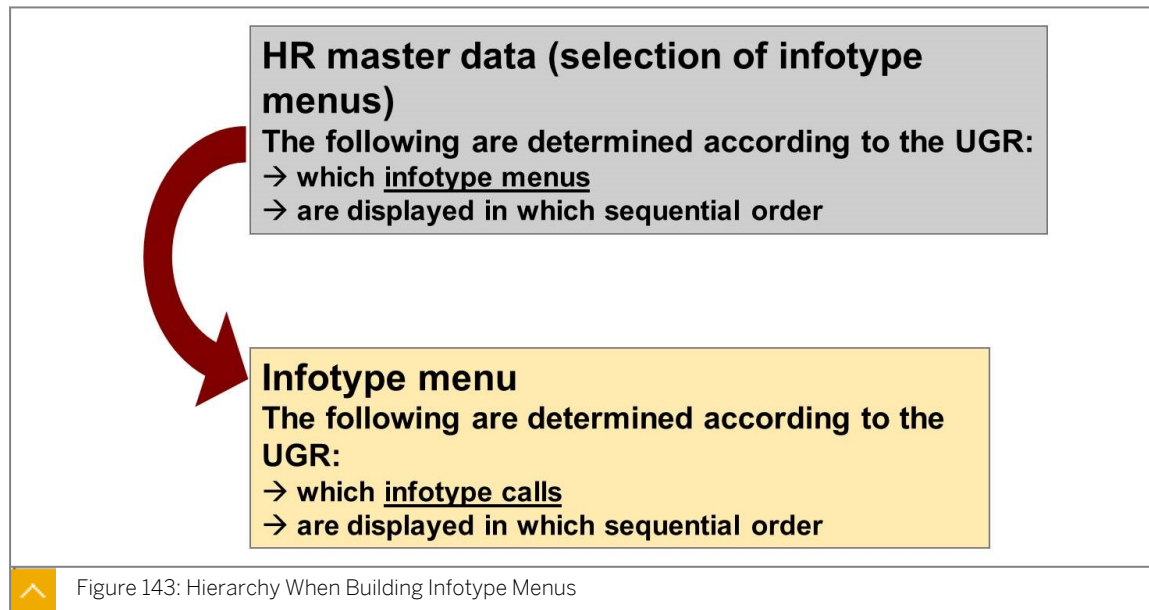 HR master data (selection of infotype
menus)
The following are determined according to the UGR:
→ which infotype menus
→ are displayed in which sequential order
Infotype menu
The following are determined according to the
UGR:
→ which infotype calls
→ are displayed in which sequential order
Figure 143: Hierarchy When Building Infotype Menus